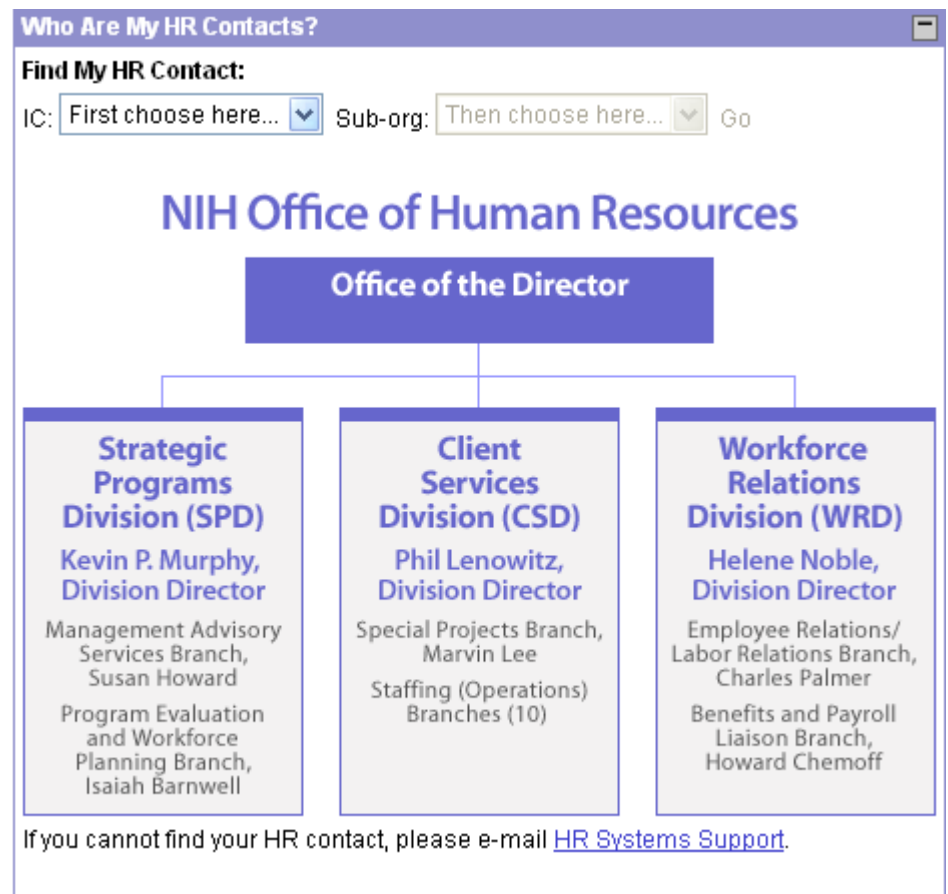 Who Are My HR Contacts?
Find My HR Contact:
IC: First choose here... Sub-org: Then choose here... Go
NIH Office of Human Resources
Office of the Director
Strategic
Programs
Division (SPD)
Kevin P. Murphy,
Division Director
Management Advisory
Services Branch,
Susan Howard
Program Evaluation
and Workforce
Planning Branch,
Isaiah Barnwell
Client
Services
Division (CSD)
Phil Lenowitz,
Division Director
Special Projects Branch,
Marvin Lee
Staffing (Operations)
Branches (10)
Workforce
Relations
Division (WRD)
Helene Noble,
Division Director
Employee Relations/
Labor Relations Branch,
Charles Palmer
Benefits and Payroll
Liaison Branch,
Howard Chemoff
If you cannot find your HR contact, please e-mail HR Systems Support.